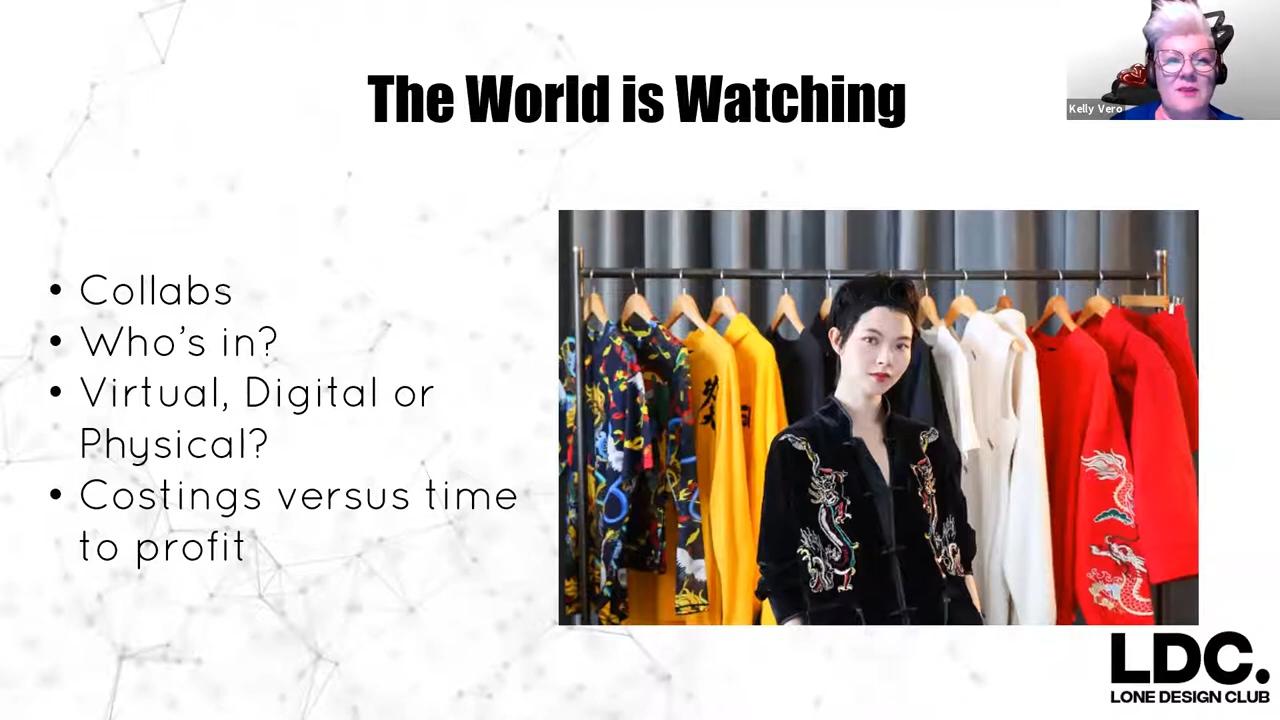 The World is Watching
Kelly Vero
• Collabs
• Who's in?
• Virtual, Digital or
Physical?
• Costings versus time
to profit
LDC.
LONE DESIGN CLUB